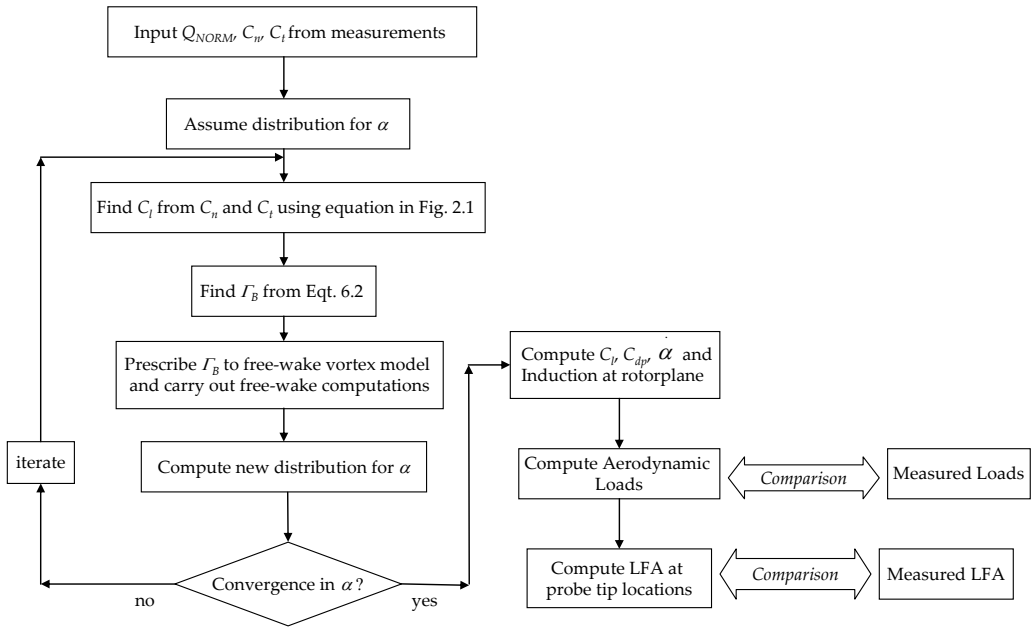 Input Q_NORM, C_n, C_t from measurements
Assume distribution for α
Find C_l from C_n and C_t using equation in Fig. 2.1
Find Γ_B from Eqt. 6.2
Prescribe Γ_B to free-wake vortex model
and carry out free-wake computations
Compute new distribution for α
iterate
Convergence in α?
no
yes
Compute C_l, C_dp, α̇ and
Induction at rotorplane
Compute Aerodynamic
Loads
Comparison
Measured Loads
Compute LFA at
probe tip locations
Comparison
Measured LFA